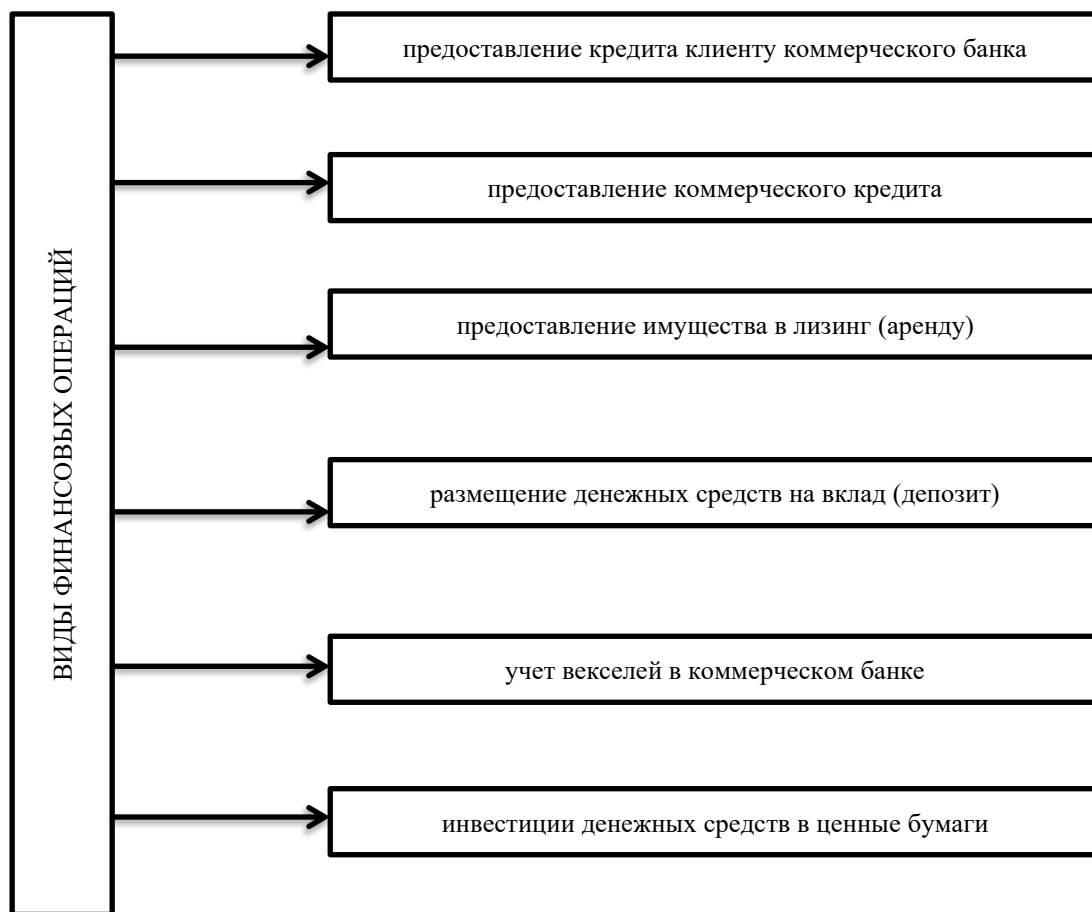 ВИДЫ ФИНАНСОВЫХ ОПЕРАЦИЙ
предоставление кредита клиенту коммерческого банка
предоставление коммерческого кредита
предоставление имущества в лизинг (аренду)
размещение денежных средств на вклад (депозит)
учет векселей в коммерческом банке
инвестиции денежных средств в ценные бумаги